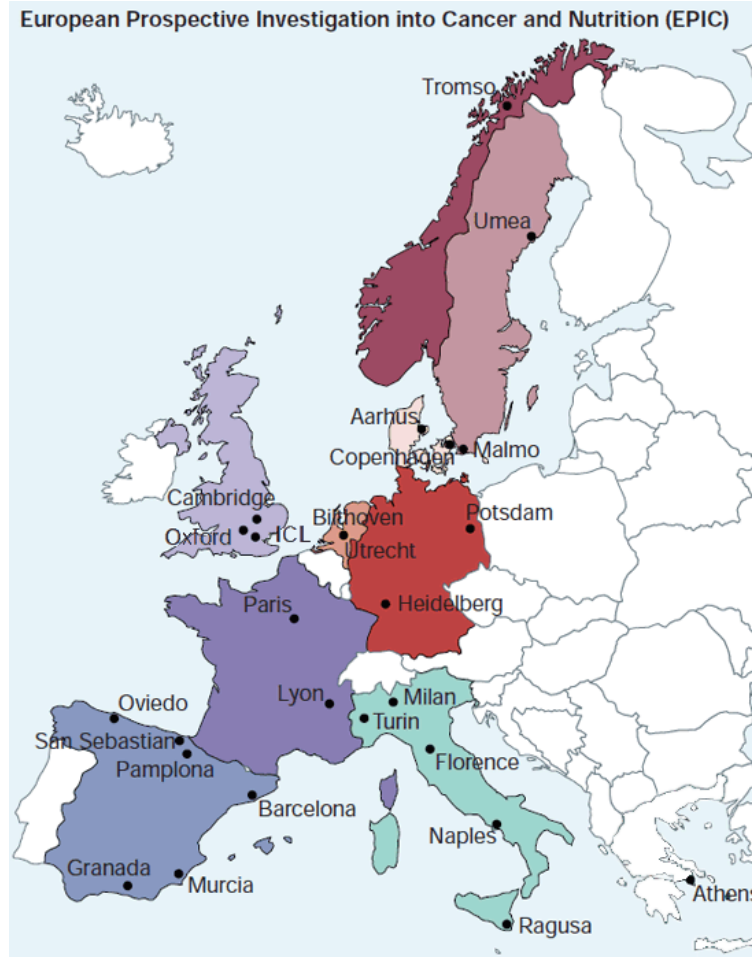 European Prospective Investigation into Cancer and Nutrition (EPIC)
Tromso
Umea
Aarhus
Copenhagen
Malmo
Cambridge
Oxford
ICL
Bilthoven
Utrecht
Potsdam
Heidelberg
Paris
Lyon
Milan
Turin
Oviedo
San Sebastian
Pamplona
Florence
Barcelona
Naples
Granada
Murcia
Athens
Ragusa